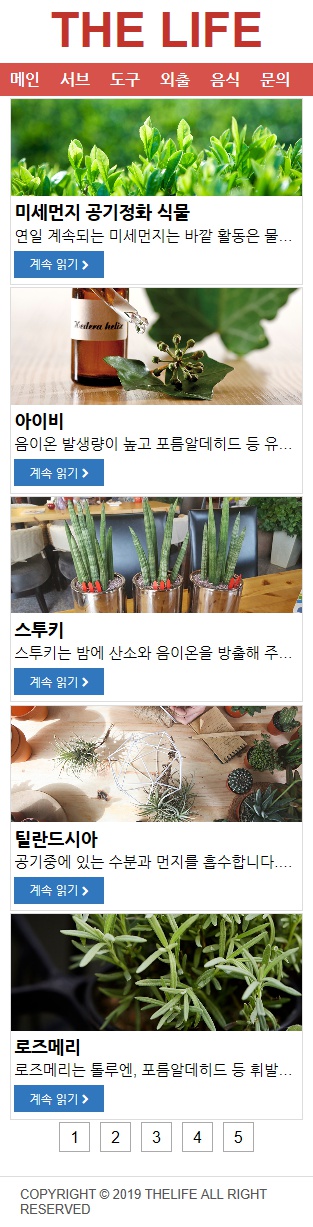 THE LIFE
메인 서브 도구 외출 음식 문의
미세먼지 공기정화 식물
연일 계속되는 미세먼지는 바깥 활동은 물...
계속 읽기
Hedera helix
아이비
음이온 발생량이 높고 포름알데히드 등 유...
계속 읽기
스투키
스투키는 밤에 산소와 음이온을 방출해 주...
계속 읽기
틸란드시아
공기중에 있는 수분과 먼지를 흡수합니다....
계속 읽기
로즈메리
로즈메리는 톨루엔, 포름알데히드 등 휘발...
계속 읽기
1 2 3 4 5
COPYRIGHT © 2019 THELIFE ALL RIGHT
RESERVED